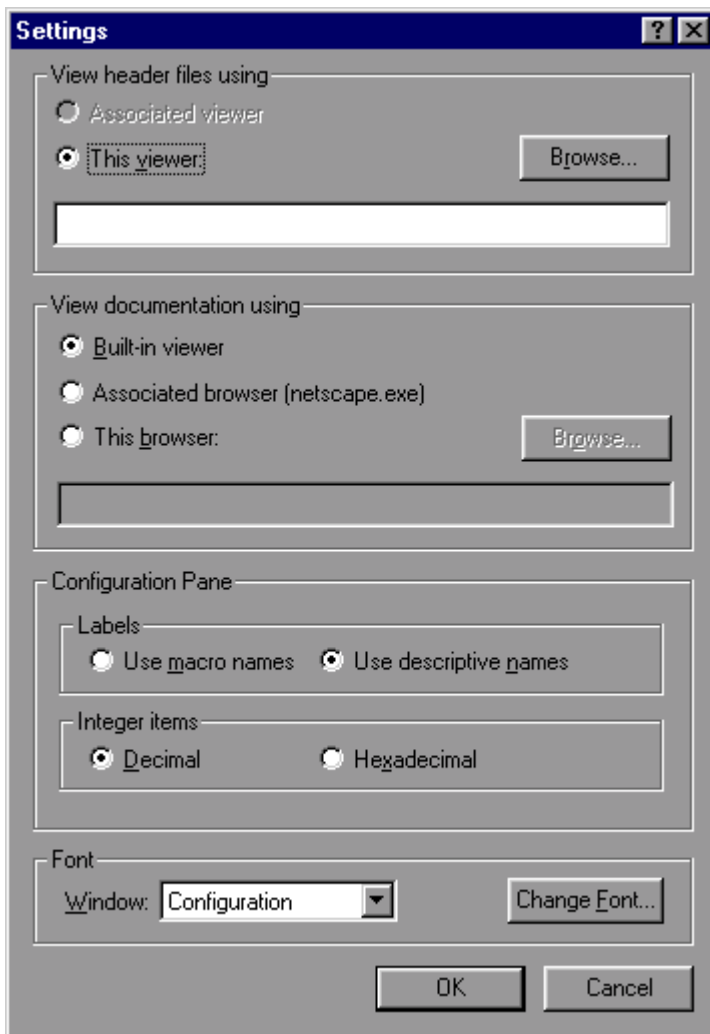 Settings
View header files using
Associated viewer
This viewer:
Browse...
View documentation using
Built-in viewer
Associated browser (netscape.exe)
This browser:
Browse...
Configuration Pane
Labels
Use macro names Use descriptive names
Integer items
Decimal Hexadecimal
Font
Window: Configuration Change Font...
OK Cancel